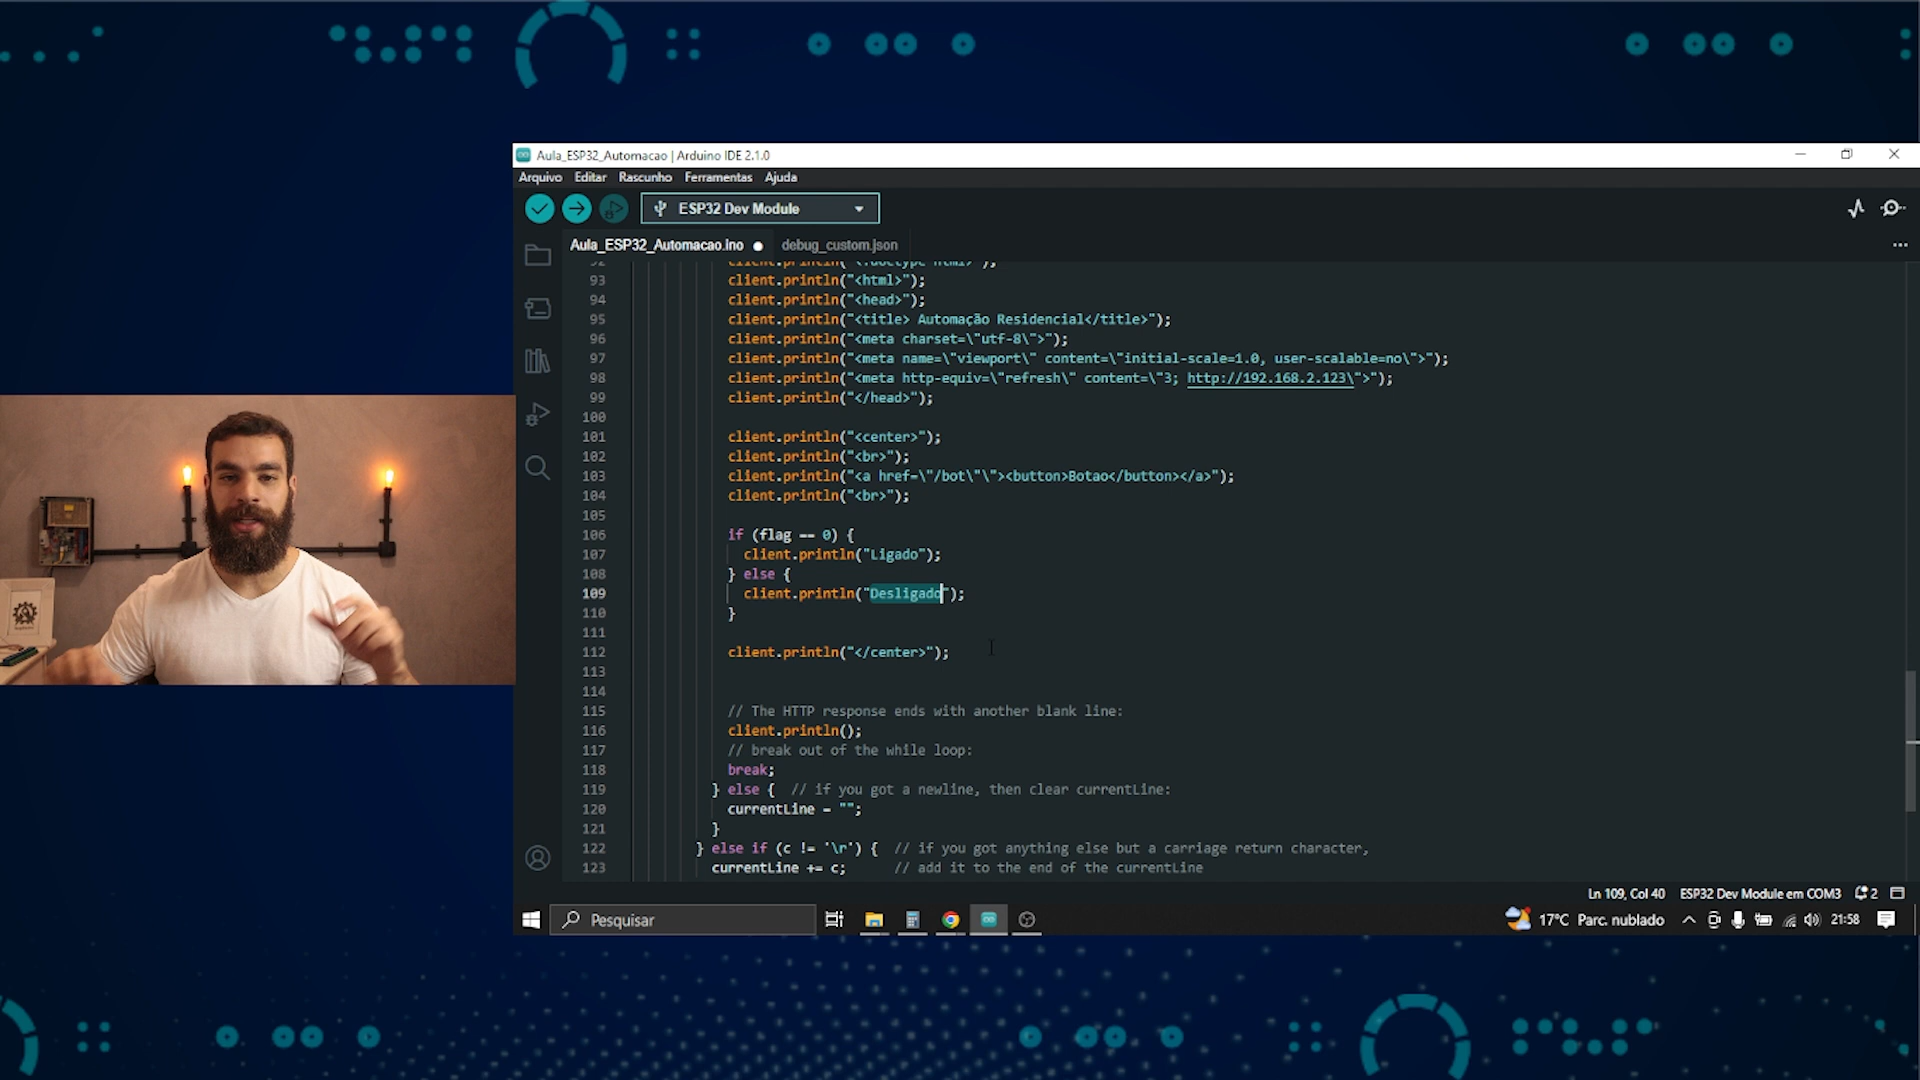 Aula_ESP32_Automacao | Arduino IDE 2.1.0
Arquivo Editar Rascunho Ferramentas Ajuda
ESP32 Dev Module
Aula_ESP32_Automacao.ino debug_custom.json
92 client.println("<!doctype html>");
93 client.println("<html>");
94 client.println("<head>");
95 client.println("<title> Automação Residencial</title>");
96 client.println("<meta charset=\"utf-8\">");
97 client.println("<meta name=\"viewport\" content=\"initial-scale=1.0, user-scalable=no\">");
98 client.println("<meta http-equiv=\"refresh\" content=\"3; http://192.168.2.123\">");
99 client.println("</head>");
100
101 client.println("<center>");
102 client.println("<br>");
103 client.println("<a href=\"/bot\"\"><button>Botao</button></a>");
104 client.println("<br>");
105
106 if (flag == 0) {
107 client.println("Ligado");
108 } else {
109 client.println("Desligado");
110 }
111
112 client.println("</center>");
113
114
115 // The HTTP response ends with another blank line:
116 client.println();
117 // break out of the while loop:
118 break;
119 } else { // if you got a newline, then clear currentLine:
120 currentLine = "";
121 }
122 } else if (c != '\r') { // if you got anything else but a carriage return character,
123 currentLine += c; // add it to the end of the currentLine
Ln 109, Col 40 ESP32 Dev Module em COM3 2
Pesquisar 17°C Parc. nublado 21:58